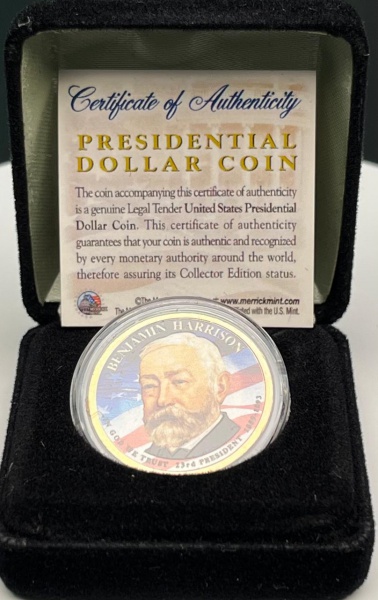 Certificate of Authenticity
PRESIDENTIAL
DOLLAR COIN
The coin accompanying this certificate of authenticity
is a genuine Legal Tender United States Presidential
Dollar Coin. This certificate of authenticity
guarantees that your coin is authentic and recognized
by every monetary authority around the world,
therefore assuring its Collector Edition status.
www.merrickmint.com
with the U.S. Mint.
BENJAMIN HARRISON
TRUST 23rd PRESIDENT